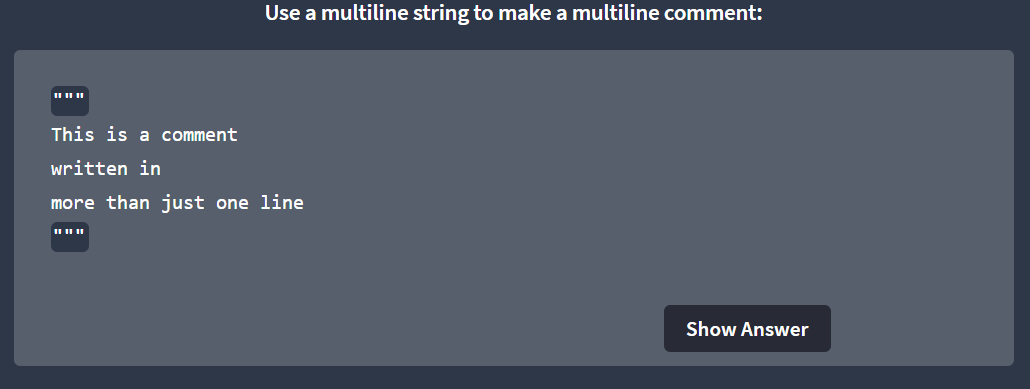 Use a multiline string to make a multiline comment:
"""
This is a comment
written in
more than just one line
"""
Show Answer